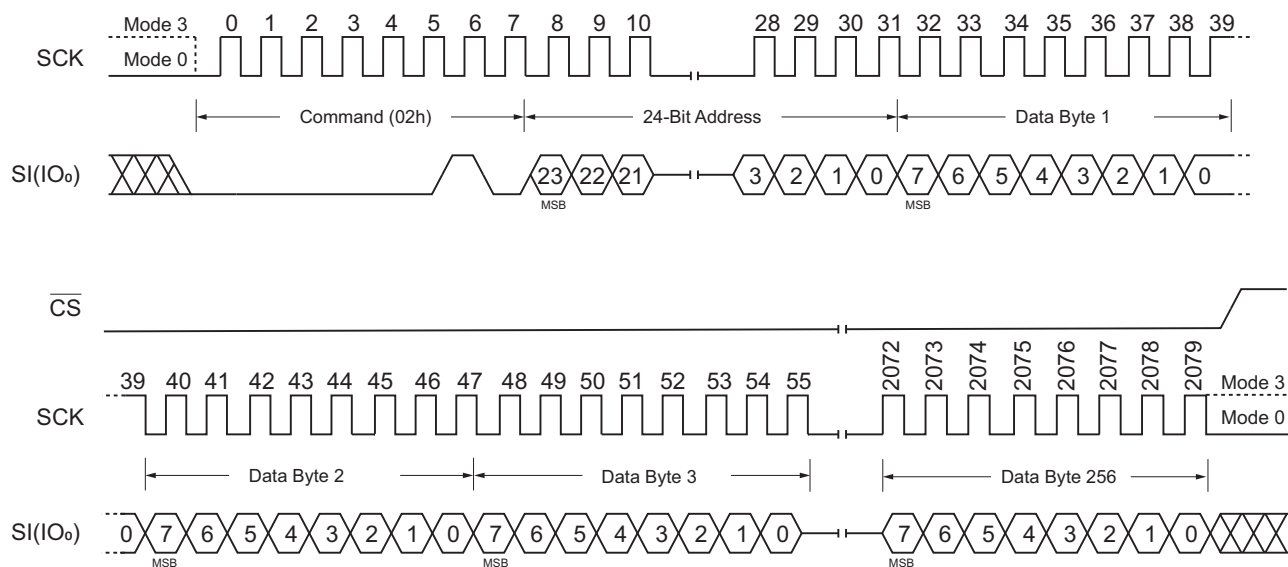 0 1 2 3 4 5 6 7 8 9 10 28 29 30 31 32 33 34 35 36 37 38 39
Mode 3
SCK
Mode 0
Command (02h) 24-Bit Address Data Byte 1
SI(IO₀) 23 22 21 3 2 1 0 7 6 5 4 3 2 1 0
MSB MSB
CS
39 40 41 42 43 44 45 46 47 48 49 50 51 52 53 54 55 2072 2073 2074 2075 2076 2077 2078 2079
Mode 3
SCK
Mode 0
Data Byte 2 Data Byte 3 Data Byte 256
SI(IO₀) 0 7 6 5 4 3 2 1 0 7 6 5 4 3 2 1 0 7 6 5 4 3 2 1 0
MSB MSB MSB